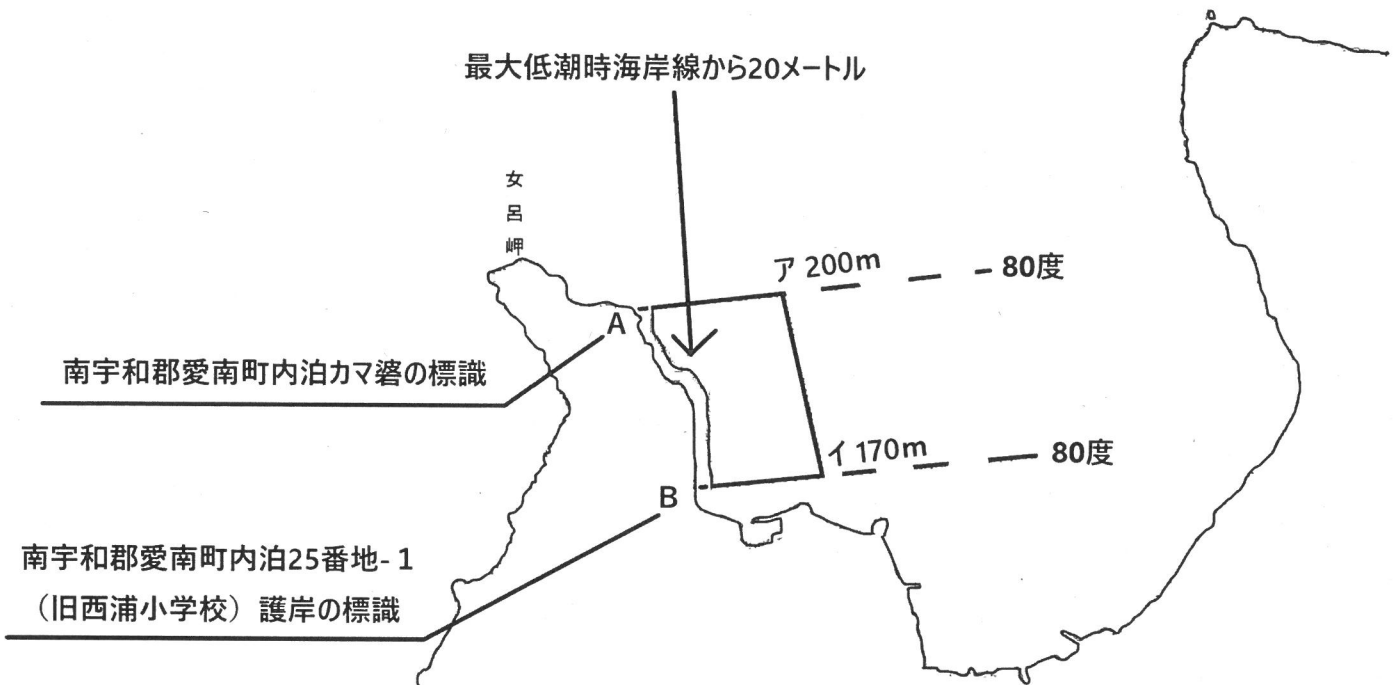 最大低潮時海岸線から20メートル
女呂岬
ア 200m
80度
A
南宇和郡愛南町内泊カマ碆の標識
イ 170m
80度
B
南宇和郡愛南町内泊25番地-1
（旧西浦小学校）護岸の標識